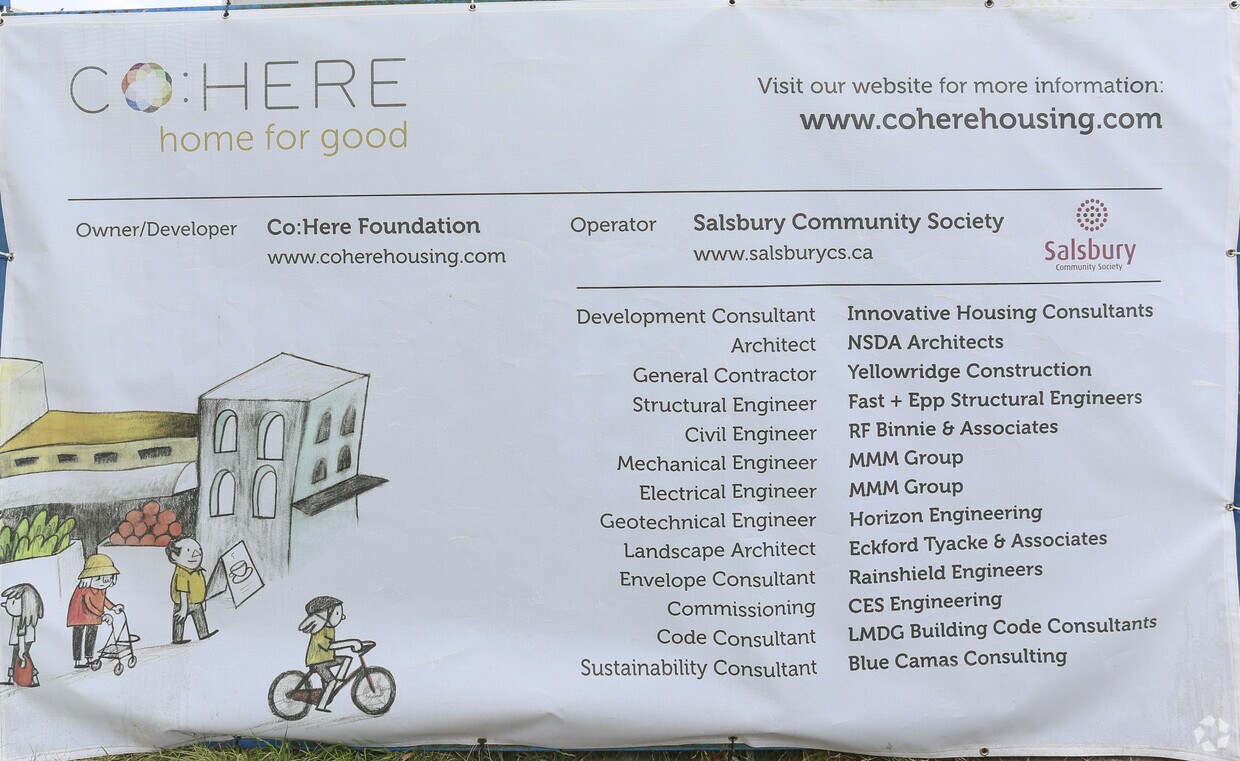 CO:HERE
home for good
Visit our website for more information:
www.coherehousing.com
Owner/Developer Co:Here Foundation
www.coherehousing.com
Operator Salsbury Community Society
www.salsburycs.ca
Salsbury
Community Society
Development Consultant Innovative Housing Consultants
Architect NSDA Architects
General Contractor Yellowridge Construction
Structural Engineer Fast + Epp Structural Engineers
Civil Engineer RF Binnie & Associates
Mechanical Engineer MMM Group
Electrical Engineer MMM Group
Geotechnical Engineer Horizon Engineering
Landscape Architect Eckford Tyacke & Associates
Envelope Consultant Rainshield Engineers
Commissioning CES Engineering
Code Consultant LMDG Building Code Consultants
Sustainability Consultant Blue Camas Consulting